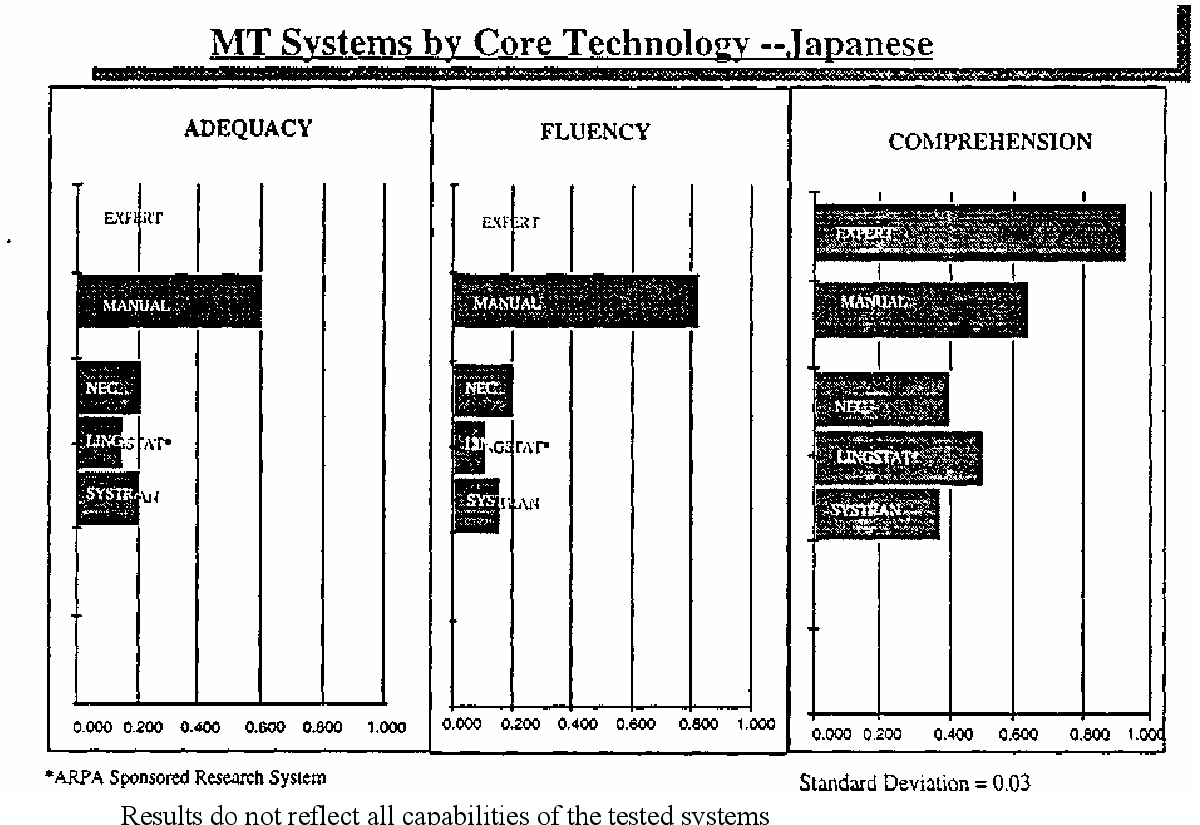 MT Systems by Core Technology --Japanese
ADEQUACY
EXPERT
MANUAL
NEC
LINGSTAT*
SYSTRAN
0.000 0.200 0.400 0.600 0.800 1.000
FLUENCY
EXPERT
MANUAL
NEC
LINGSTAT*
SYSTRAN
0.000 0.200 0.400 0.600 0.800 1.000
COMPREHENSION
EXPERT
MANUAL
NEC
LINGSTAT*
SYSTRAN
0.000 0.200 0.400 0.600 0.800 1.000
*ARPA Sponsored Research System
Standard Deviation = 0.03
Results do not reflect all capabilities of the tested systems